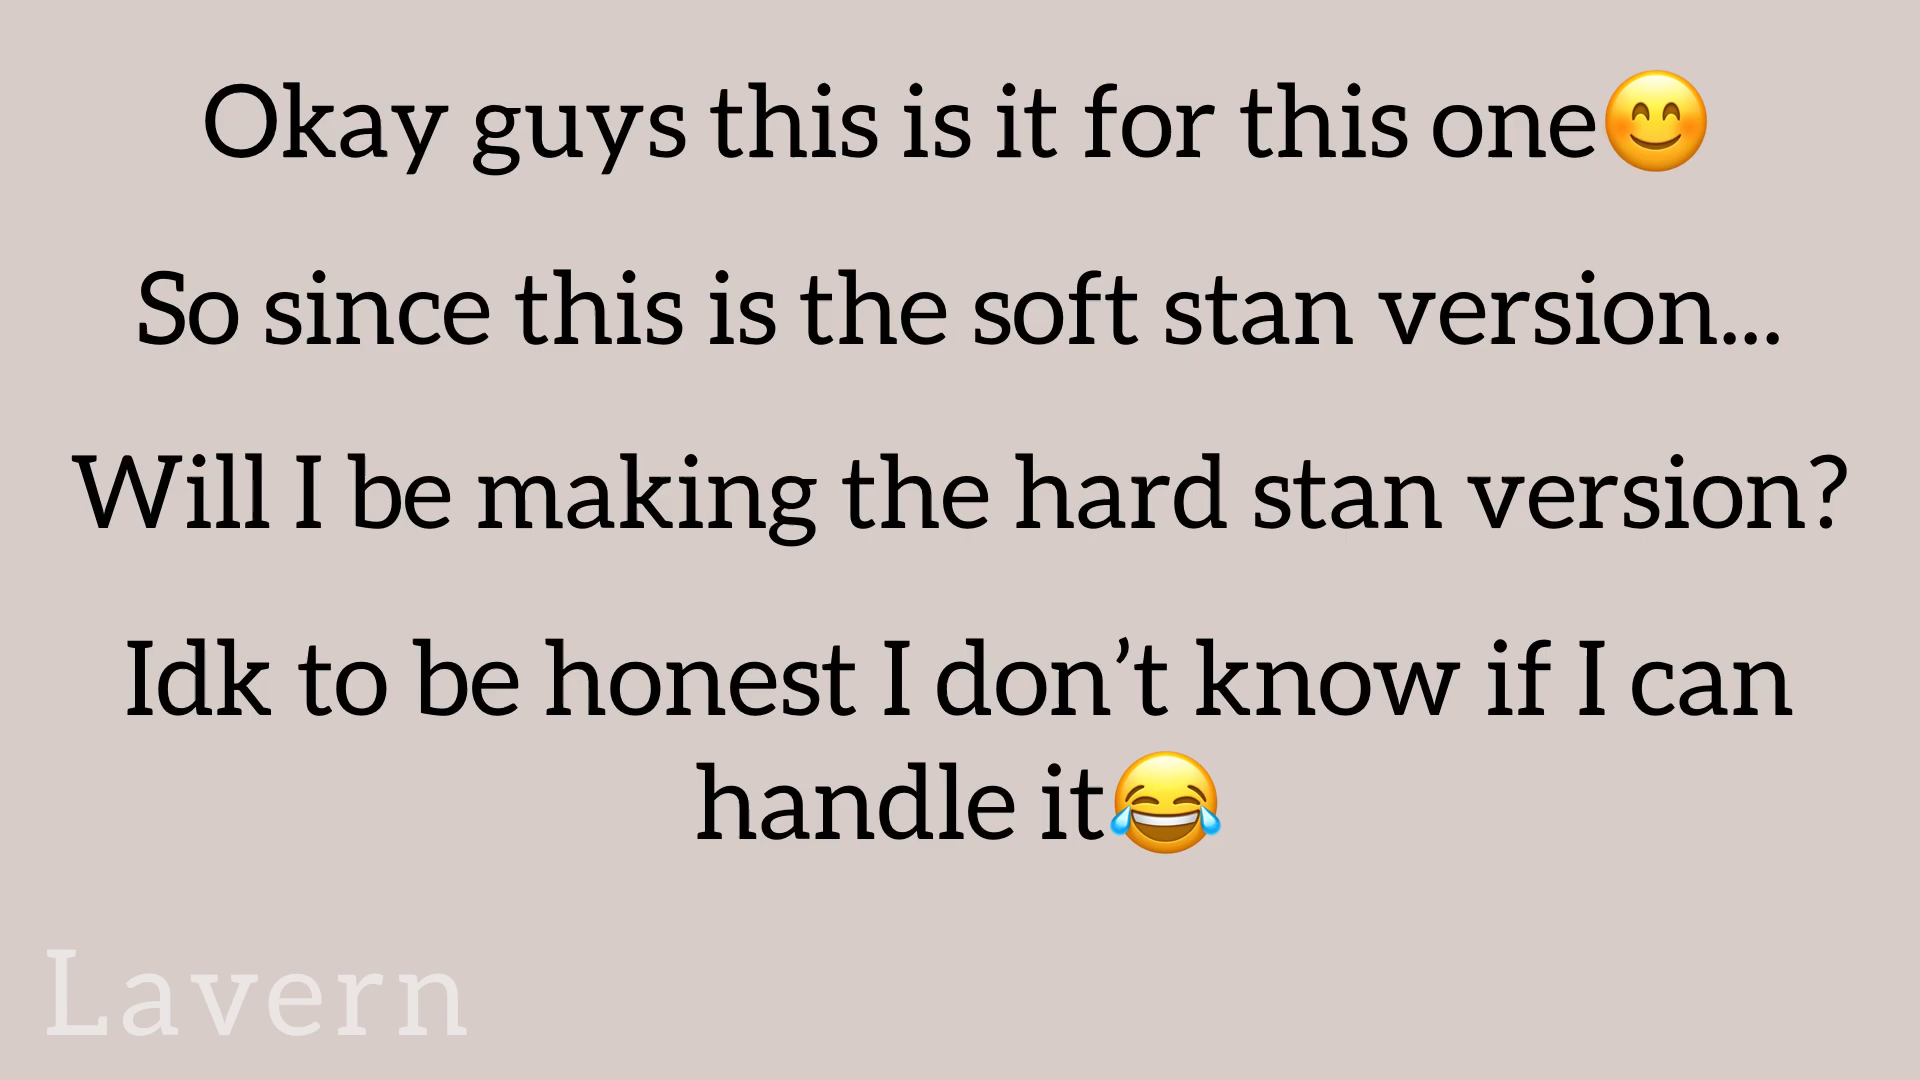 Okay guys this is it for this one😊
So since this is the soft stan version...
Will I be making the hard stan version?
Idk to be honest I don’t know if I can
handle it😂
Lavern